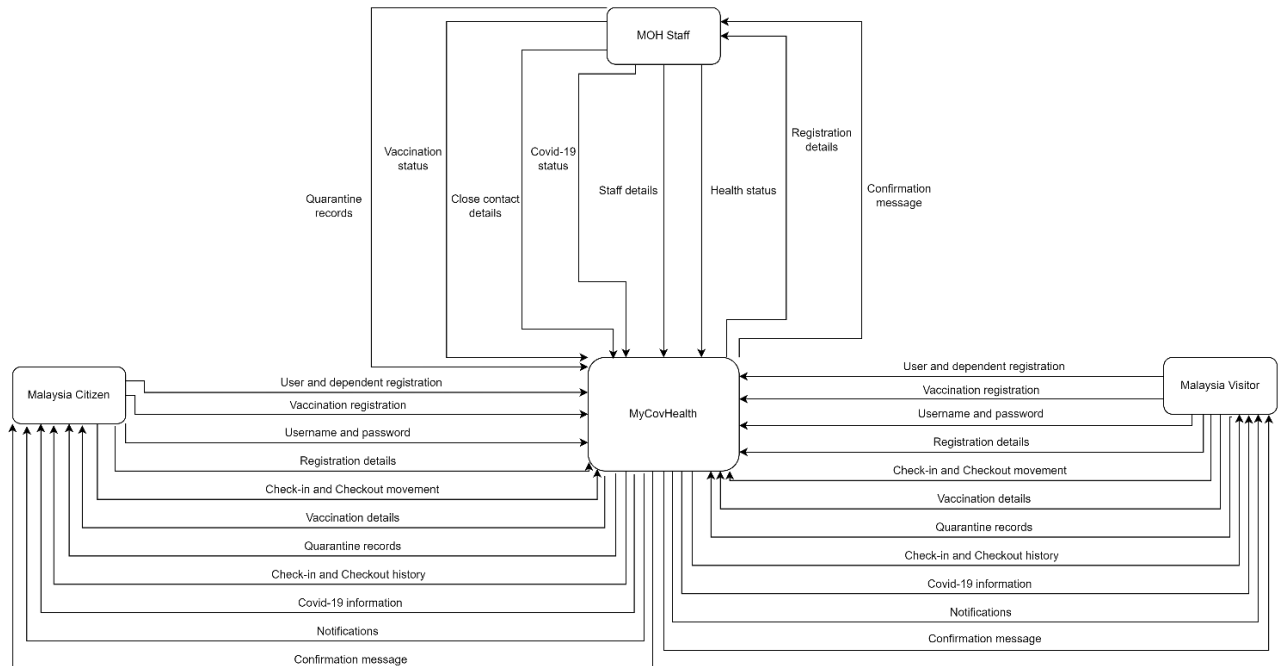 MOH Staff
Registration
details
Vaccination
status
Covid-19
status
Staff details
Health status
Confirmation
message
Quarantine
records
Close contact
details
Malaysia Citizen
MyCovHealth
Malaysia Visitor
User and dependent registration
Vaccination registration
Username and password
Registration details
Check-in and Checkout movement
Vaccination details
Quarantine records
Check-in and Checkout history
Covid-19 information
Notifications
Confirmation message
User and dependent registration
Vaccination registration
Username and password
Registration details
Check-in and Checkout movement
Vaccination details
Quarantine records
Check-in and Checkout history
Covid-19 information
Notifications
Confirmation message